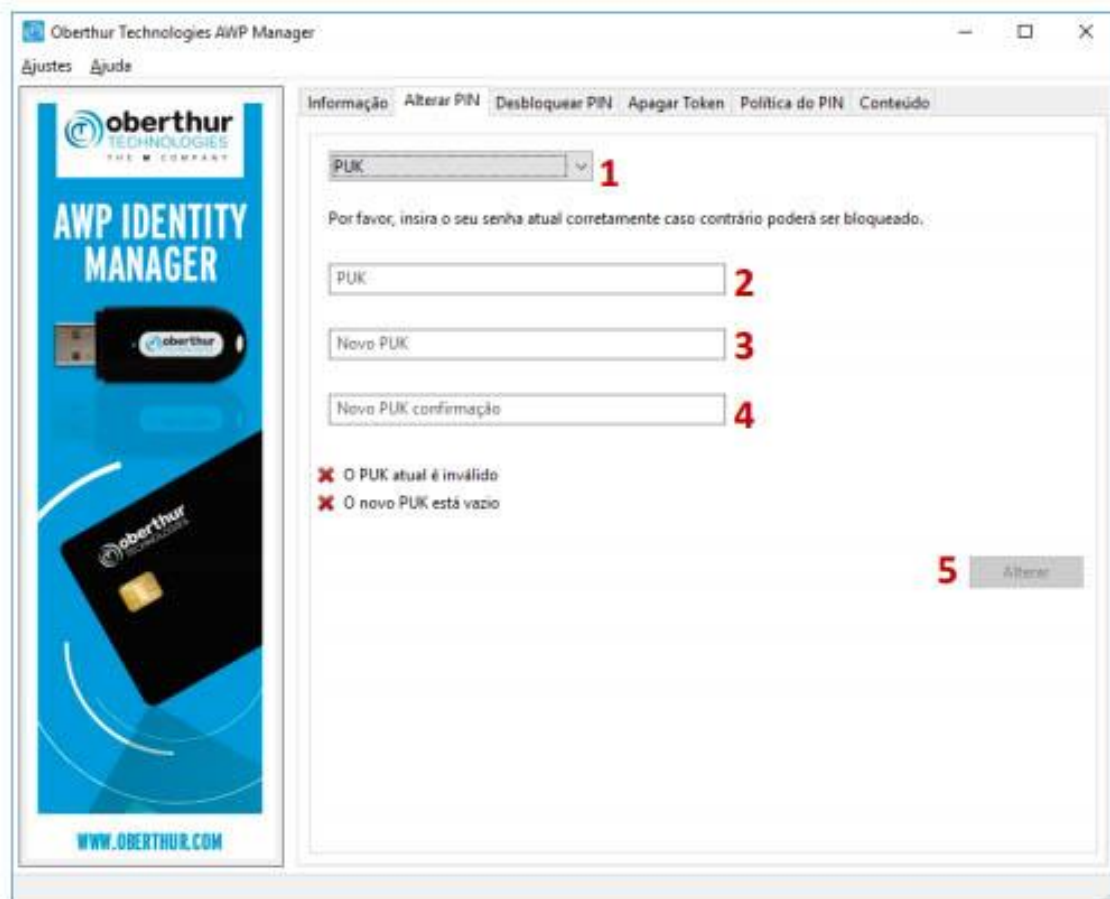 Oberthur Technologies AWP Manager
Ajustes Ajuda
oberthur
TECHNOLOGIES
THE M COMPANY
AWP IDENTITY
MANAGER
oberthur
oberthur
TECHNOLOGIES
WWW.OBERTHUR.COM
Informação Alterar PIN Desbloquear PIN Apagar Token Política do PIN Conteúdo
PUK 1
Por favor, insira o seu senha atual corretamente caso contrário poderá ser bloqueado.
PUK 2
Novo PUK 3
Novo PUK confirmação 4
O PUK atual é inválido
O novo PUK está vazio
5 Alterar